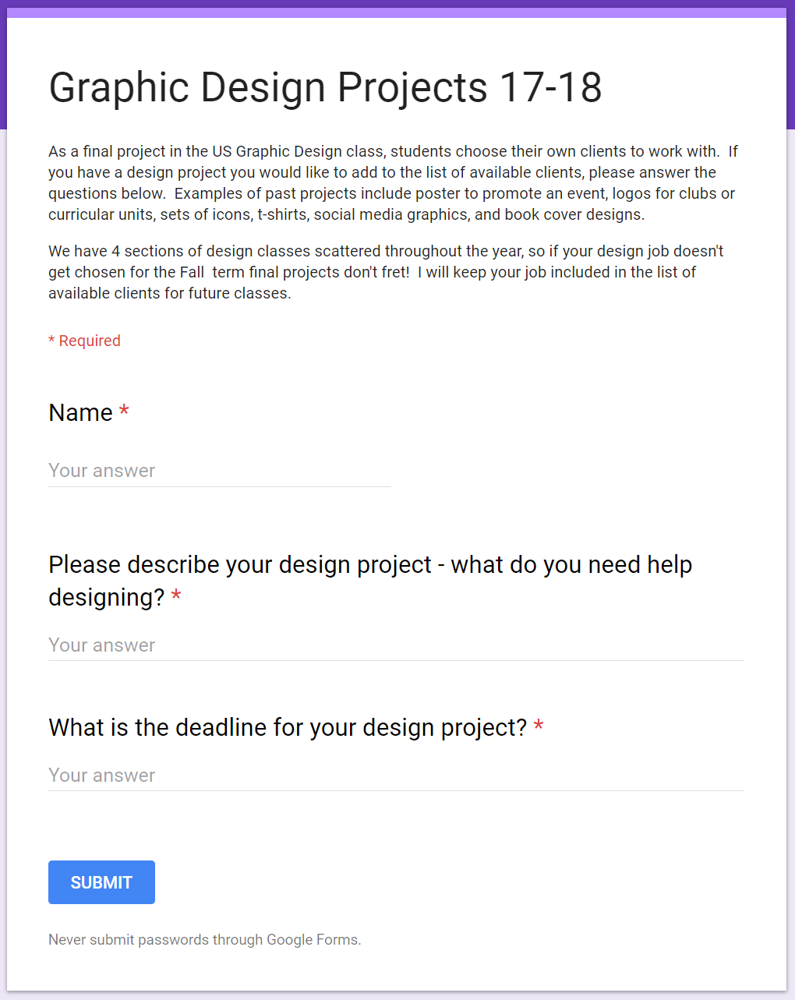 Graphic Design Projects 17-18
As a final project in the US Graphic Design class, students choose their own clients to work with.  If
you have a design project you would like to add to the list of available clients, please answer the
questions below.  Examples of past projects include poster to promote an event, logos for clubs or
curricular units, sets of icons, t-shirts, social media graphics, and book cover designs.
We have 4 sections of design classes scattered throughout the year, so if your design job doesn't
get chosen for the Fall  term final projects don't fret!  I will keep your job included in the list of
available clients for future classes.
* Required
Name *
Your answer
Please describe your design project - what do you need help
designing? *
Your answer
What is the deadline for your design project? *
Your answer
SUBMIT
Never submit passwords through Google Forms.